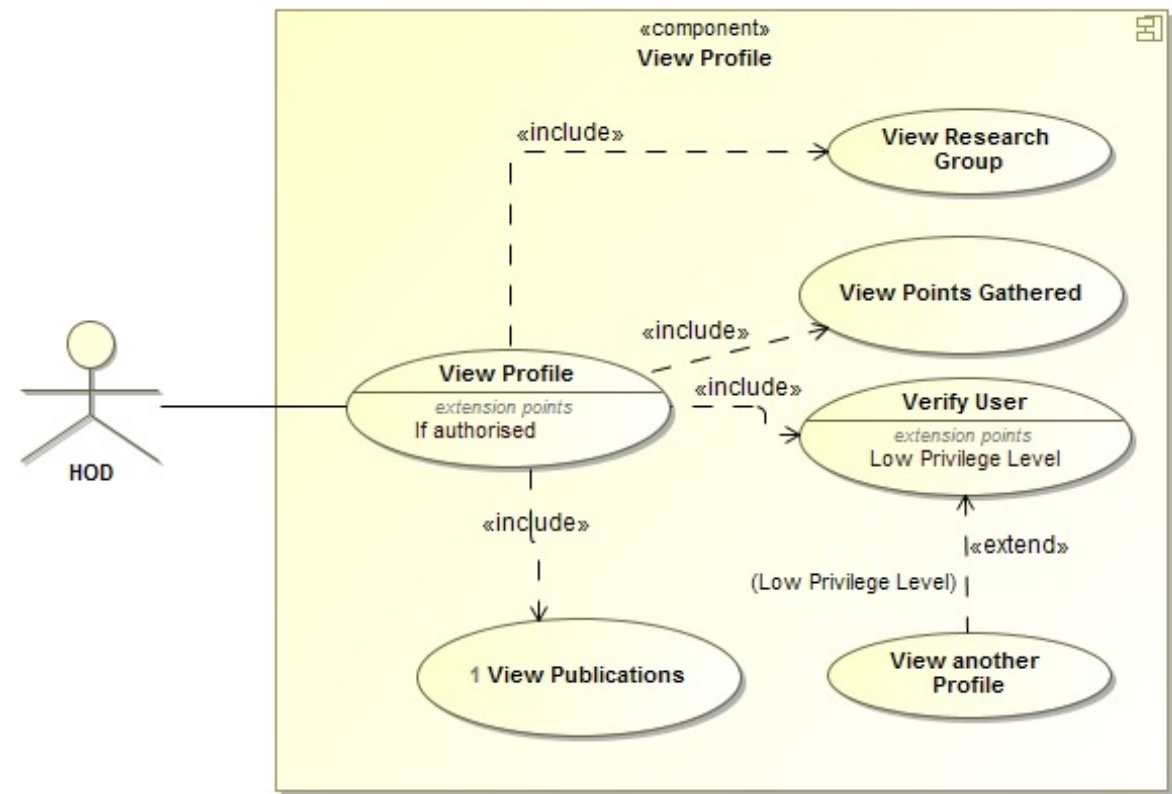 «component»
View Profile
«include»
View Research
Group
View Points Gathered
«include»
View Profile
extension points
If authorised
«include»
Verify User
extension points
Low Privilege Level
HOD
«include»
«extend»
(Low Privilege Level)
1 View Publications
View another
Profile